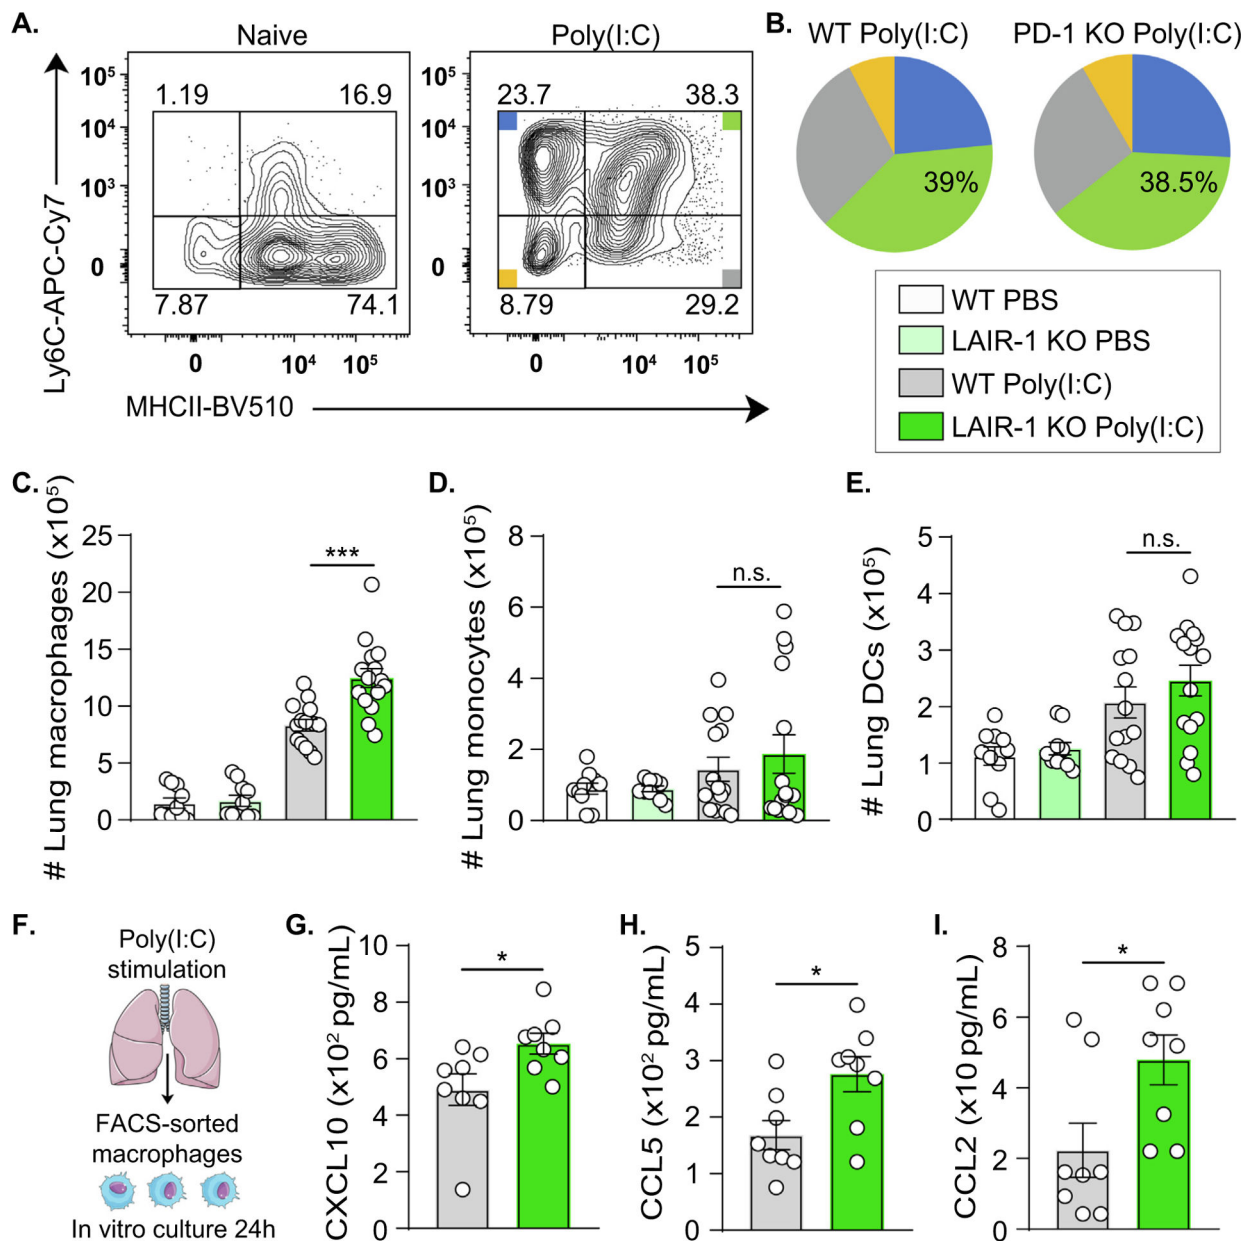 A.
Naive
Poly(I:C)
Ly6C-APC-Cy7
10⁵
10⁴
10³
0
1.19
16.9
7.87
74.1
0
10⁴
10⁵
10⁵
10⁴
10³
0
23.7
38.3
8.79
29.2
0
10⁴
10⁵
MHCII-BV510
B.
WT Poly(I:C)
PD-1 KO Poly(I:C)
39%
38.5%
WT PBS
LAIR-1 KO PBS
WT Poly(I:C)
LAIR-1 KO Poly(I:C)
C.
# Lung macrophages (x10⁵)
25
20
15
10
5
0
***
D.
# Lung monocytes (x10⁵)
8
6
4
2
0
n.s.
E.
# Lung DCs (x10⁵)
5
4
3
2
1
0
n.s.
F.
Poly(I:C)
stimulation
FACS-sorted
macrophages
In vitro culture 24h
G.
CXCL10 (x10² pg/mL)
10
8
6
4
2
0
*
H.
CCL5 (x10² pg/mL)
5
4
3
2
1
0
*
I.
CCL2 (x10 pg/mL)
8
6
4
2
0
*